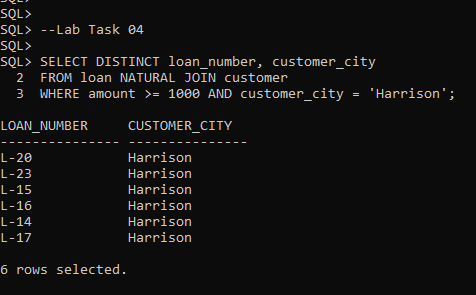 SQL>
SQL>
SQL> --Lab Task 04
SQL>
SQL> SELECT DISTINCT loan_number, customer_city
  2  FROM loan NATURAL JOIN customer
  3  WHERE amount >= 1000 AND customer_city = 'Harrison';
LOAN_NUMBER     CUSTOMER_CITY
--------------- ---------------
L-20            Harrison
L-23            Harrison
L-15            Harrison
L-16            Harrison
L-14            Harrison
L-17            Harrison
6 rows selected.